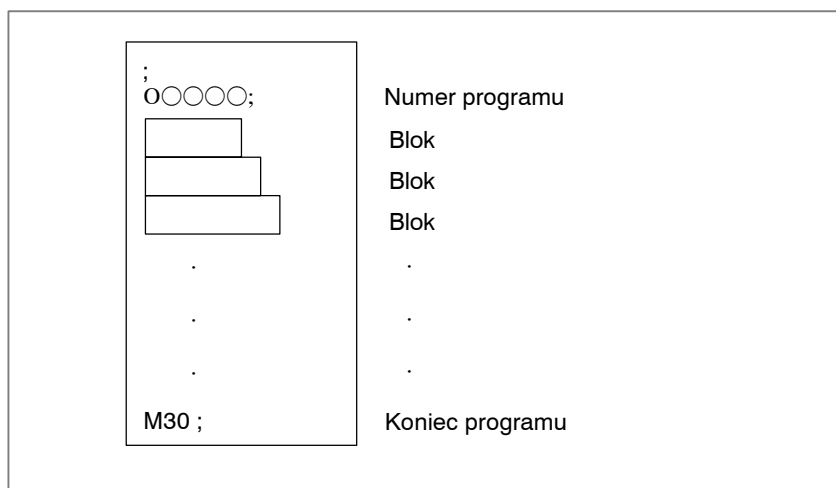 ;
O○○○○; Numer programu
Blok
Blok
Blok
. .
. .
. .
M30 ; Koniec programu